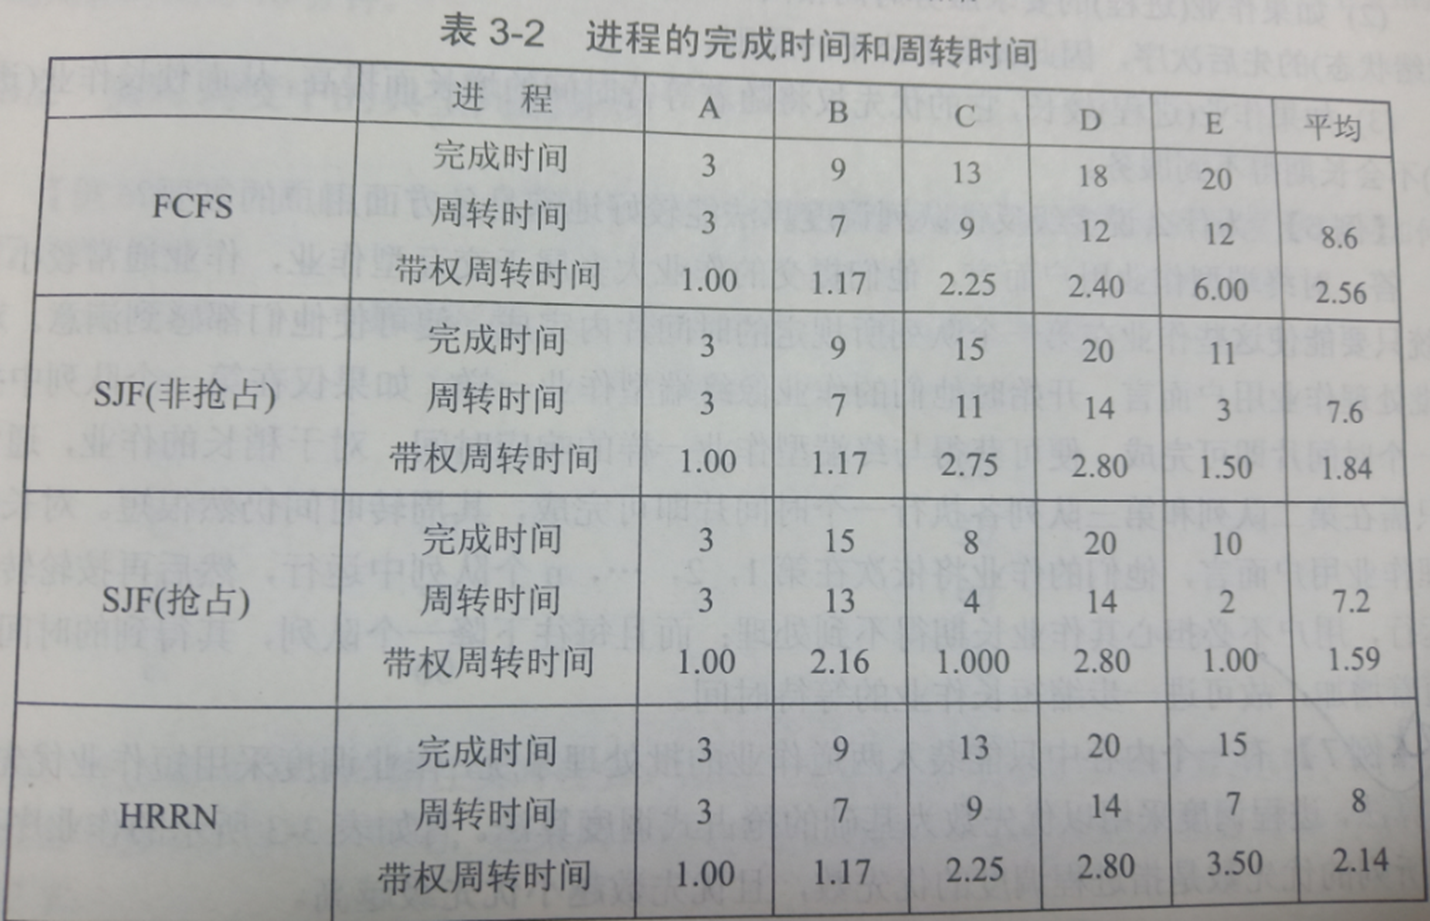 表 3-2 进程的完成时间和周转时间
进 程 A B C D E 平均
完成时间 3 9 13 18 20
FCFS 周转时间 3 7 9 12 12 8.6
带权周转时间 1.00 1.17 2.25 2.40 6.00 2.56
完成时间 3 9 15 20 11
SJF(非抢占) 周转时间 3 7 11 14 3 7.6
带权周转时间 1.00 1.17 2.75 2.80 1.50 1.84
完成时间 3 15 8 20 10
SJF(抢占) 周转时间 3 13 4 14 2 7.2
带权周转时间 1.00 2.16 1.000 2.80 1.00 1.59
完成时间 3 9 13 20 15
HRRN 周转时间 3 7 9 14 7 8
带权周转时间 1.00 1.17 2.25 2.80 3.50 2.14